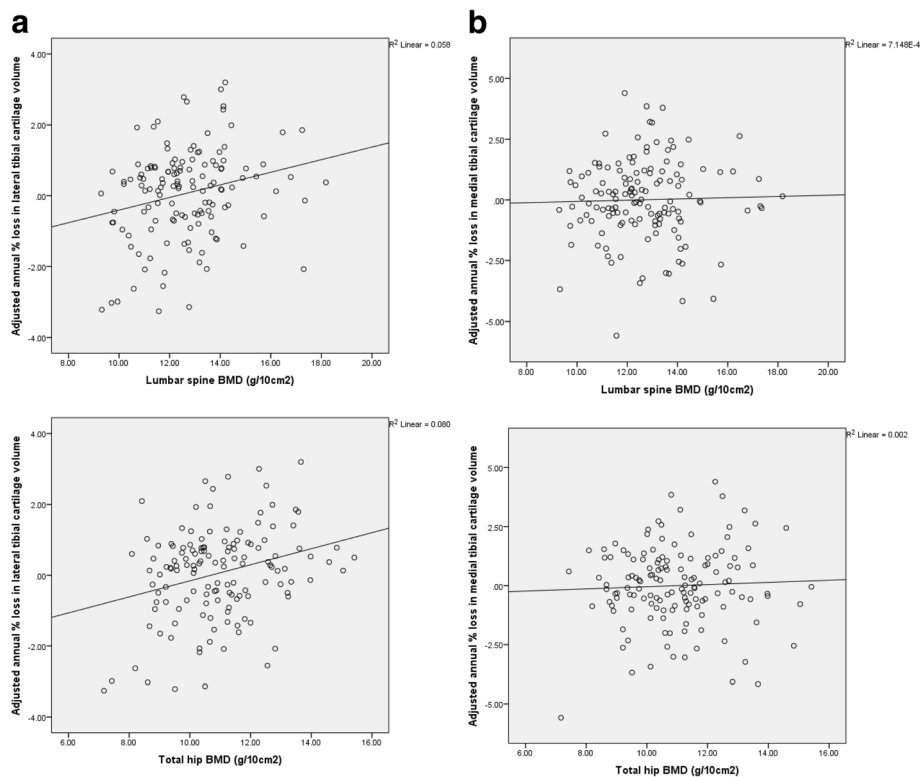 a
R² Linear = 0.058
Adjusted annual % loss in lateral tibial cartilage volume
4.00
2.00
.00
-2.00
-4.00
8.00 10.00 12.00 14.00 16.00 18.00 20.00
Lumbar spine BMD (g/10cm2)
b
R² Linear = 7.148E-4
Adjusted annual % loss in medial tibial cartilage volume
5.00
2.50
.00
-2.50
-5.00
8.00 10.00 12.00 14.00 16.00 18.00 20.00
Lumbar spine BMD (g/10cm2)
R² Linear = 0.080
Adjusted annual % loss in lateral tibial cartilage volume
4.00
2.00
.00
-2.00
-4.00
6.00 8.00 10.00 12.00 14.00 16.00
Total hip BMD (g/10cm2)
R² Linear = 0.002
Adjusted annual % loss in medial tibial cartilage volume
5.00
2.50
.00
-2.50
-5.00
6.00 8.00 10.00 12.00 14.00 16.00
Total hip BMD (g/10cm2)